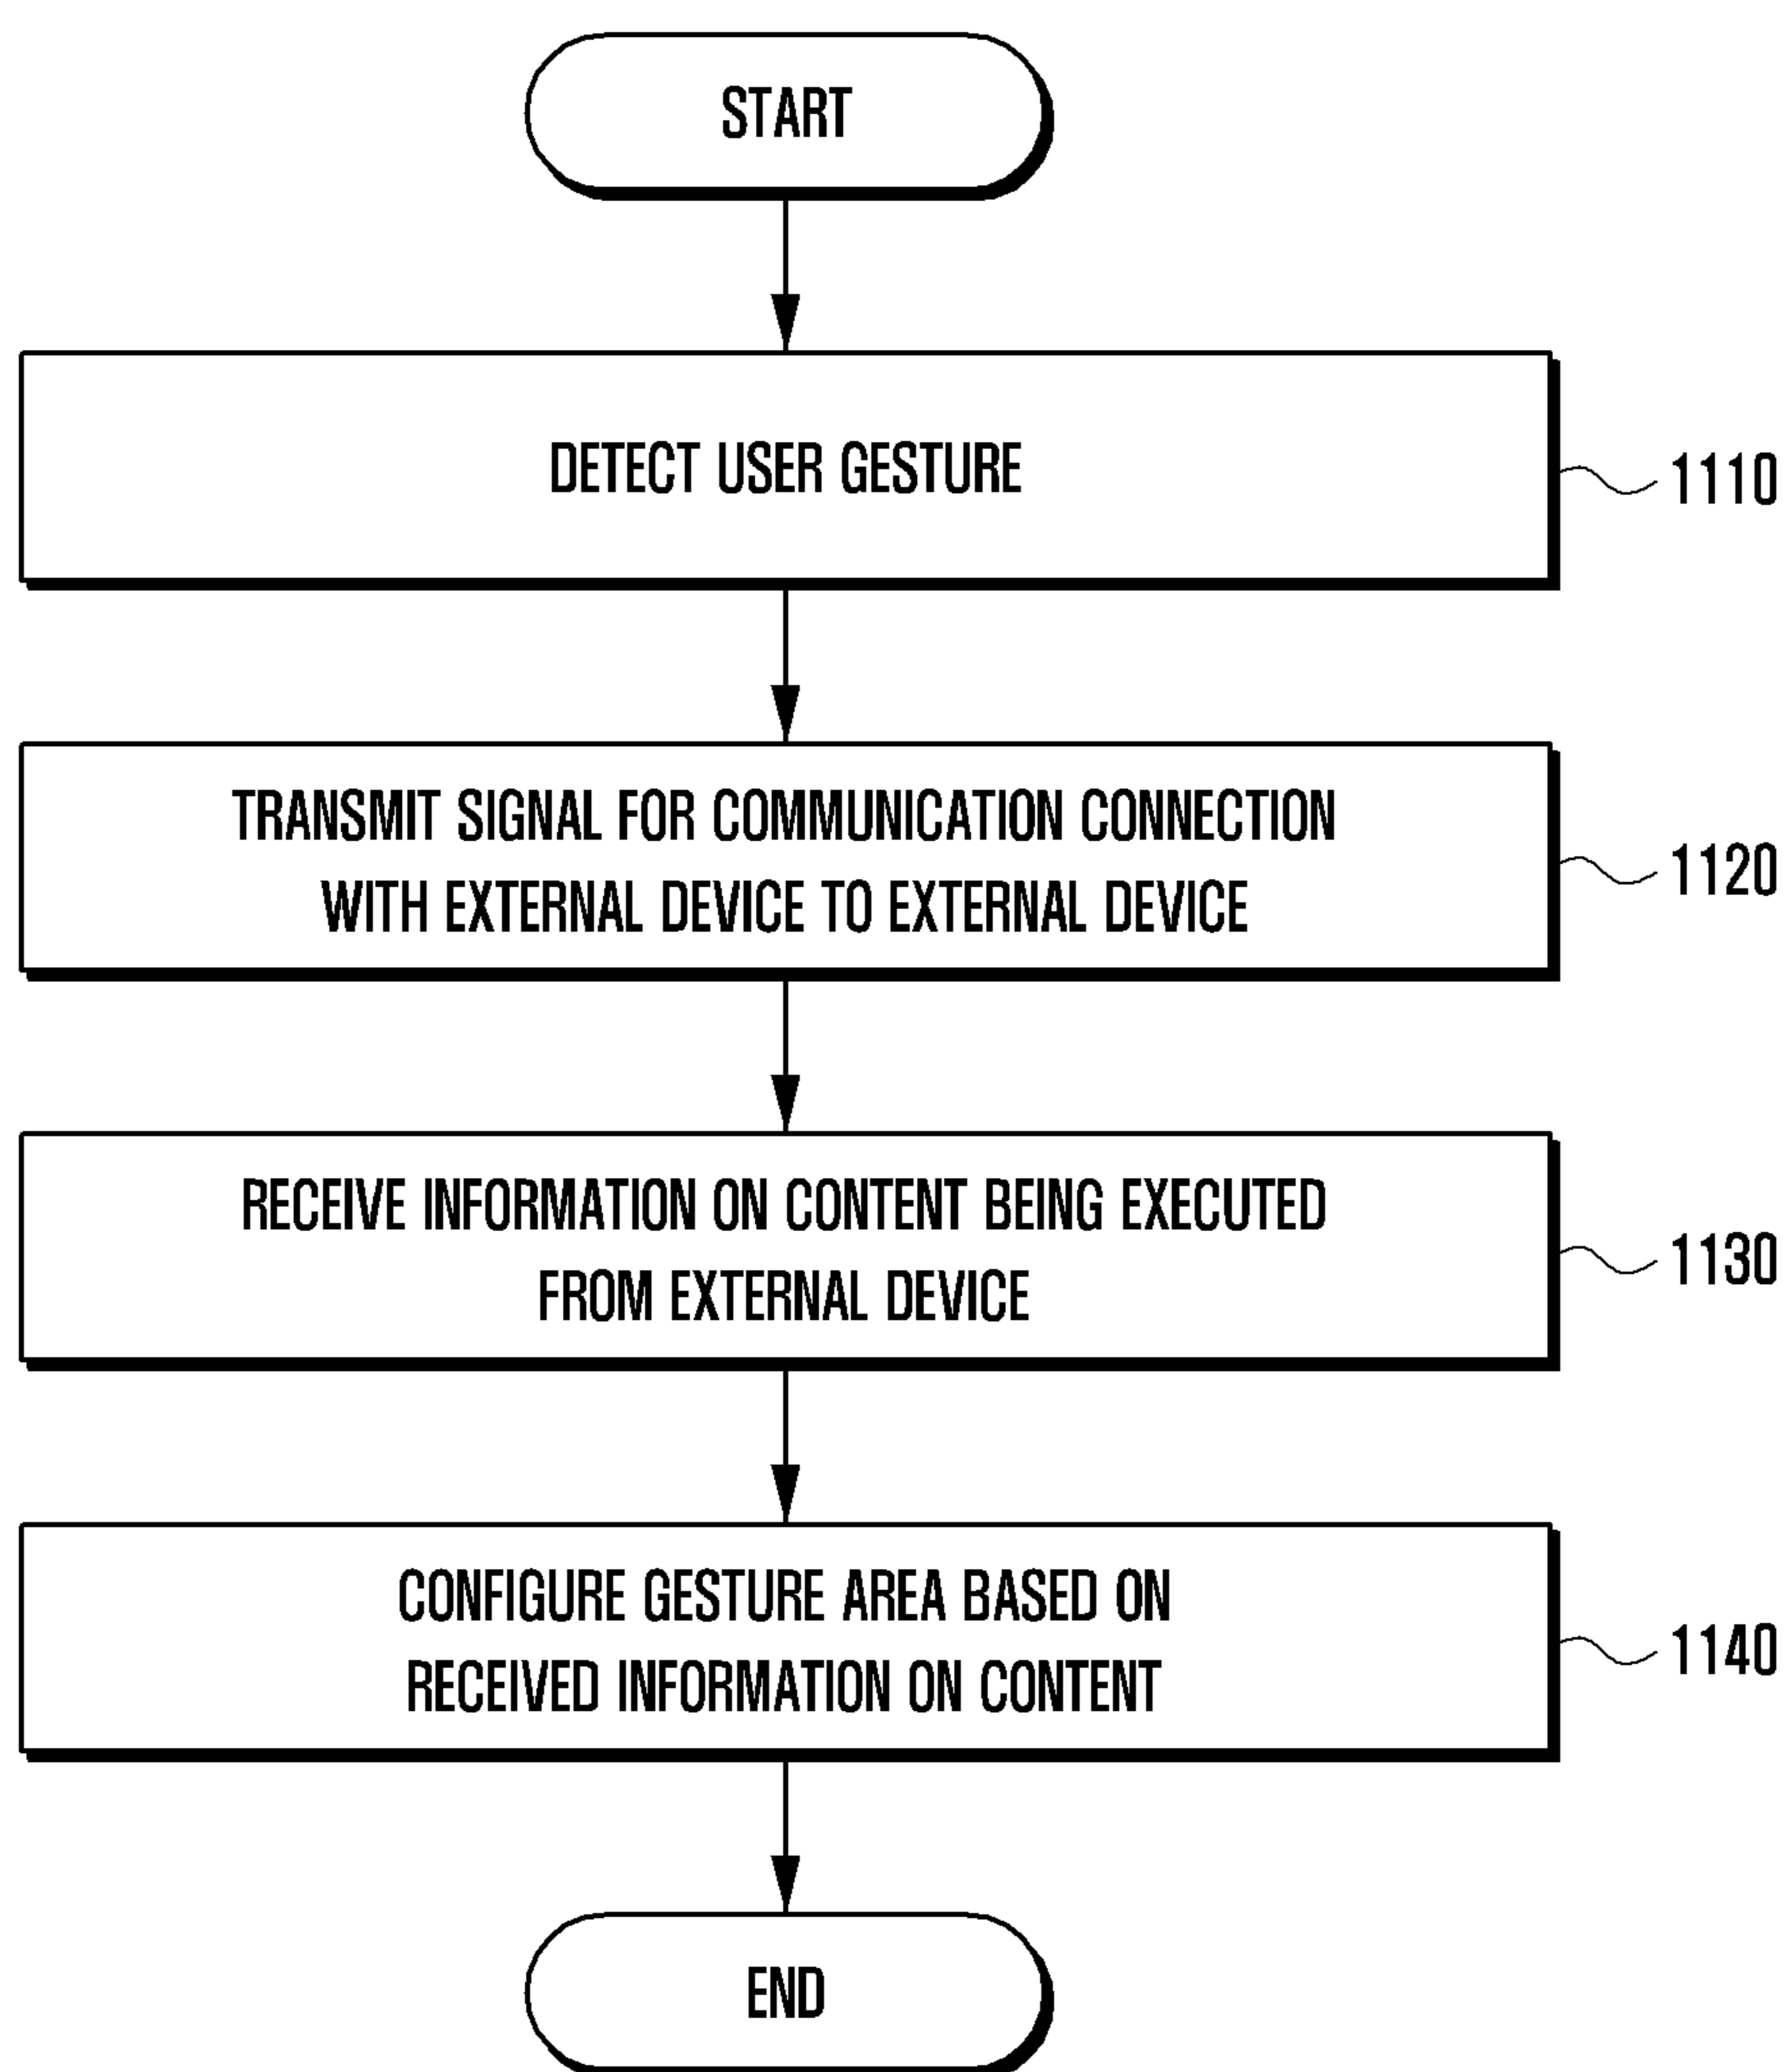 START
DETECT USER GESTURE
1110
TRANSMIT SIGNAL FOR COMMUNICATION CONNECTION
WITH EXTERNAL DEVICE TO EXTERNAL DEVICE
1120
RECEIVE INFORMATION ON CONTENT BEING EXECUTED
FROM EXTERNAL DEVICE
1130
CONFIGURE GESTURE AREA BASED ON
RECEIVED INFORMATION ON CONTENT
1140
END